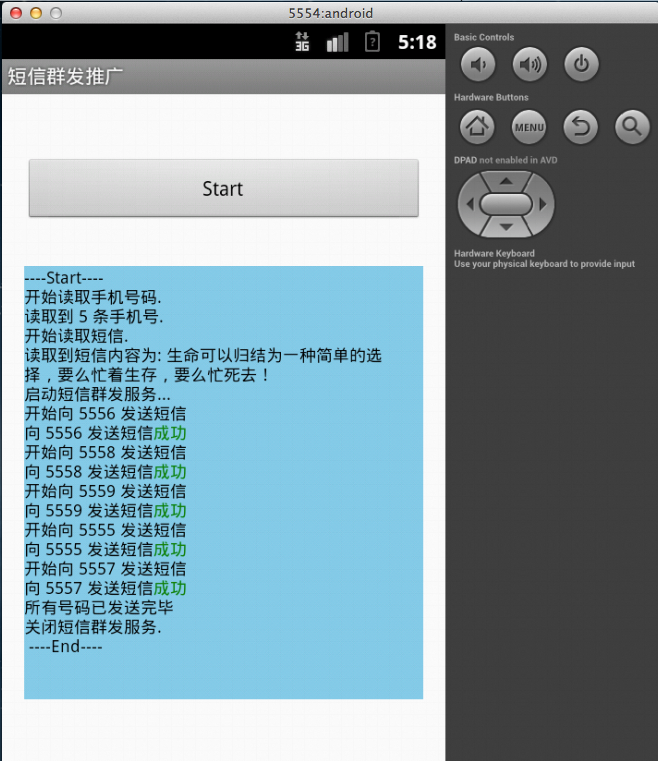 5554:android
3G
5:18
Basic Controls
短信群发推广
Hardware Buttons
MENU
DPAD not enabled in AVD
Start
Hardware Keyboard
Use your physical keyboard to provide input
----Start----
开始读取手机号码.
读取到 5 条手机号.
开始读取短信.
读取到短信内容为: 生命可以归结为一种简单的选
择，要么忙着生存，要么忙死去！
启动短信群发服务...
开始向 5556 发送短信
向 5556 发送短信成功
开始向 5558 发送短信
向 5558 发送短信成功
开始向 5559 发送短信
向 5559 发送短信成功
开始向 5555 发送短信
向 5555 发送短信成功
开始向 5557 发送短信
向 5557 发送短信成功
所有号码已发送完毕
关闭短信群发服务.
----End----